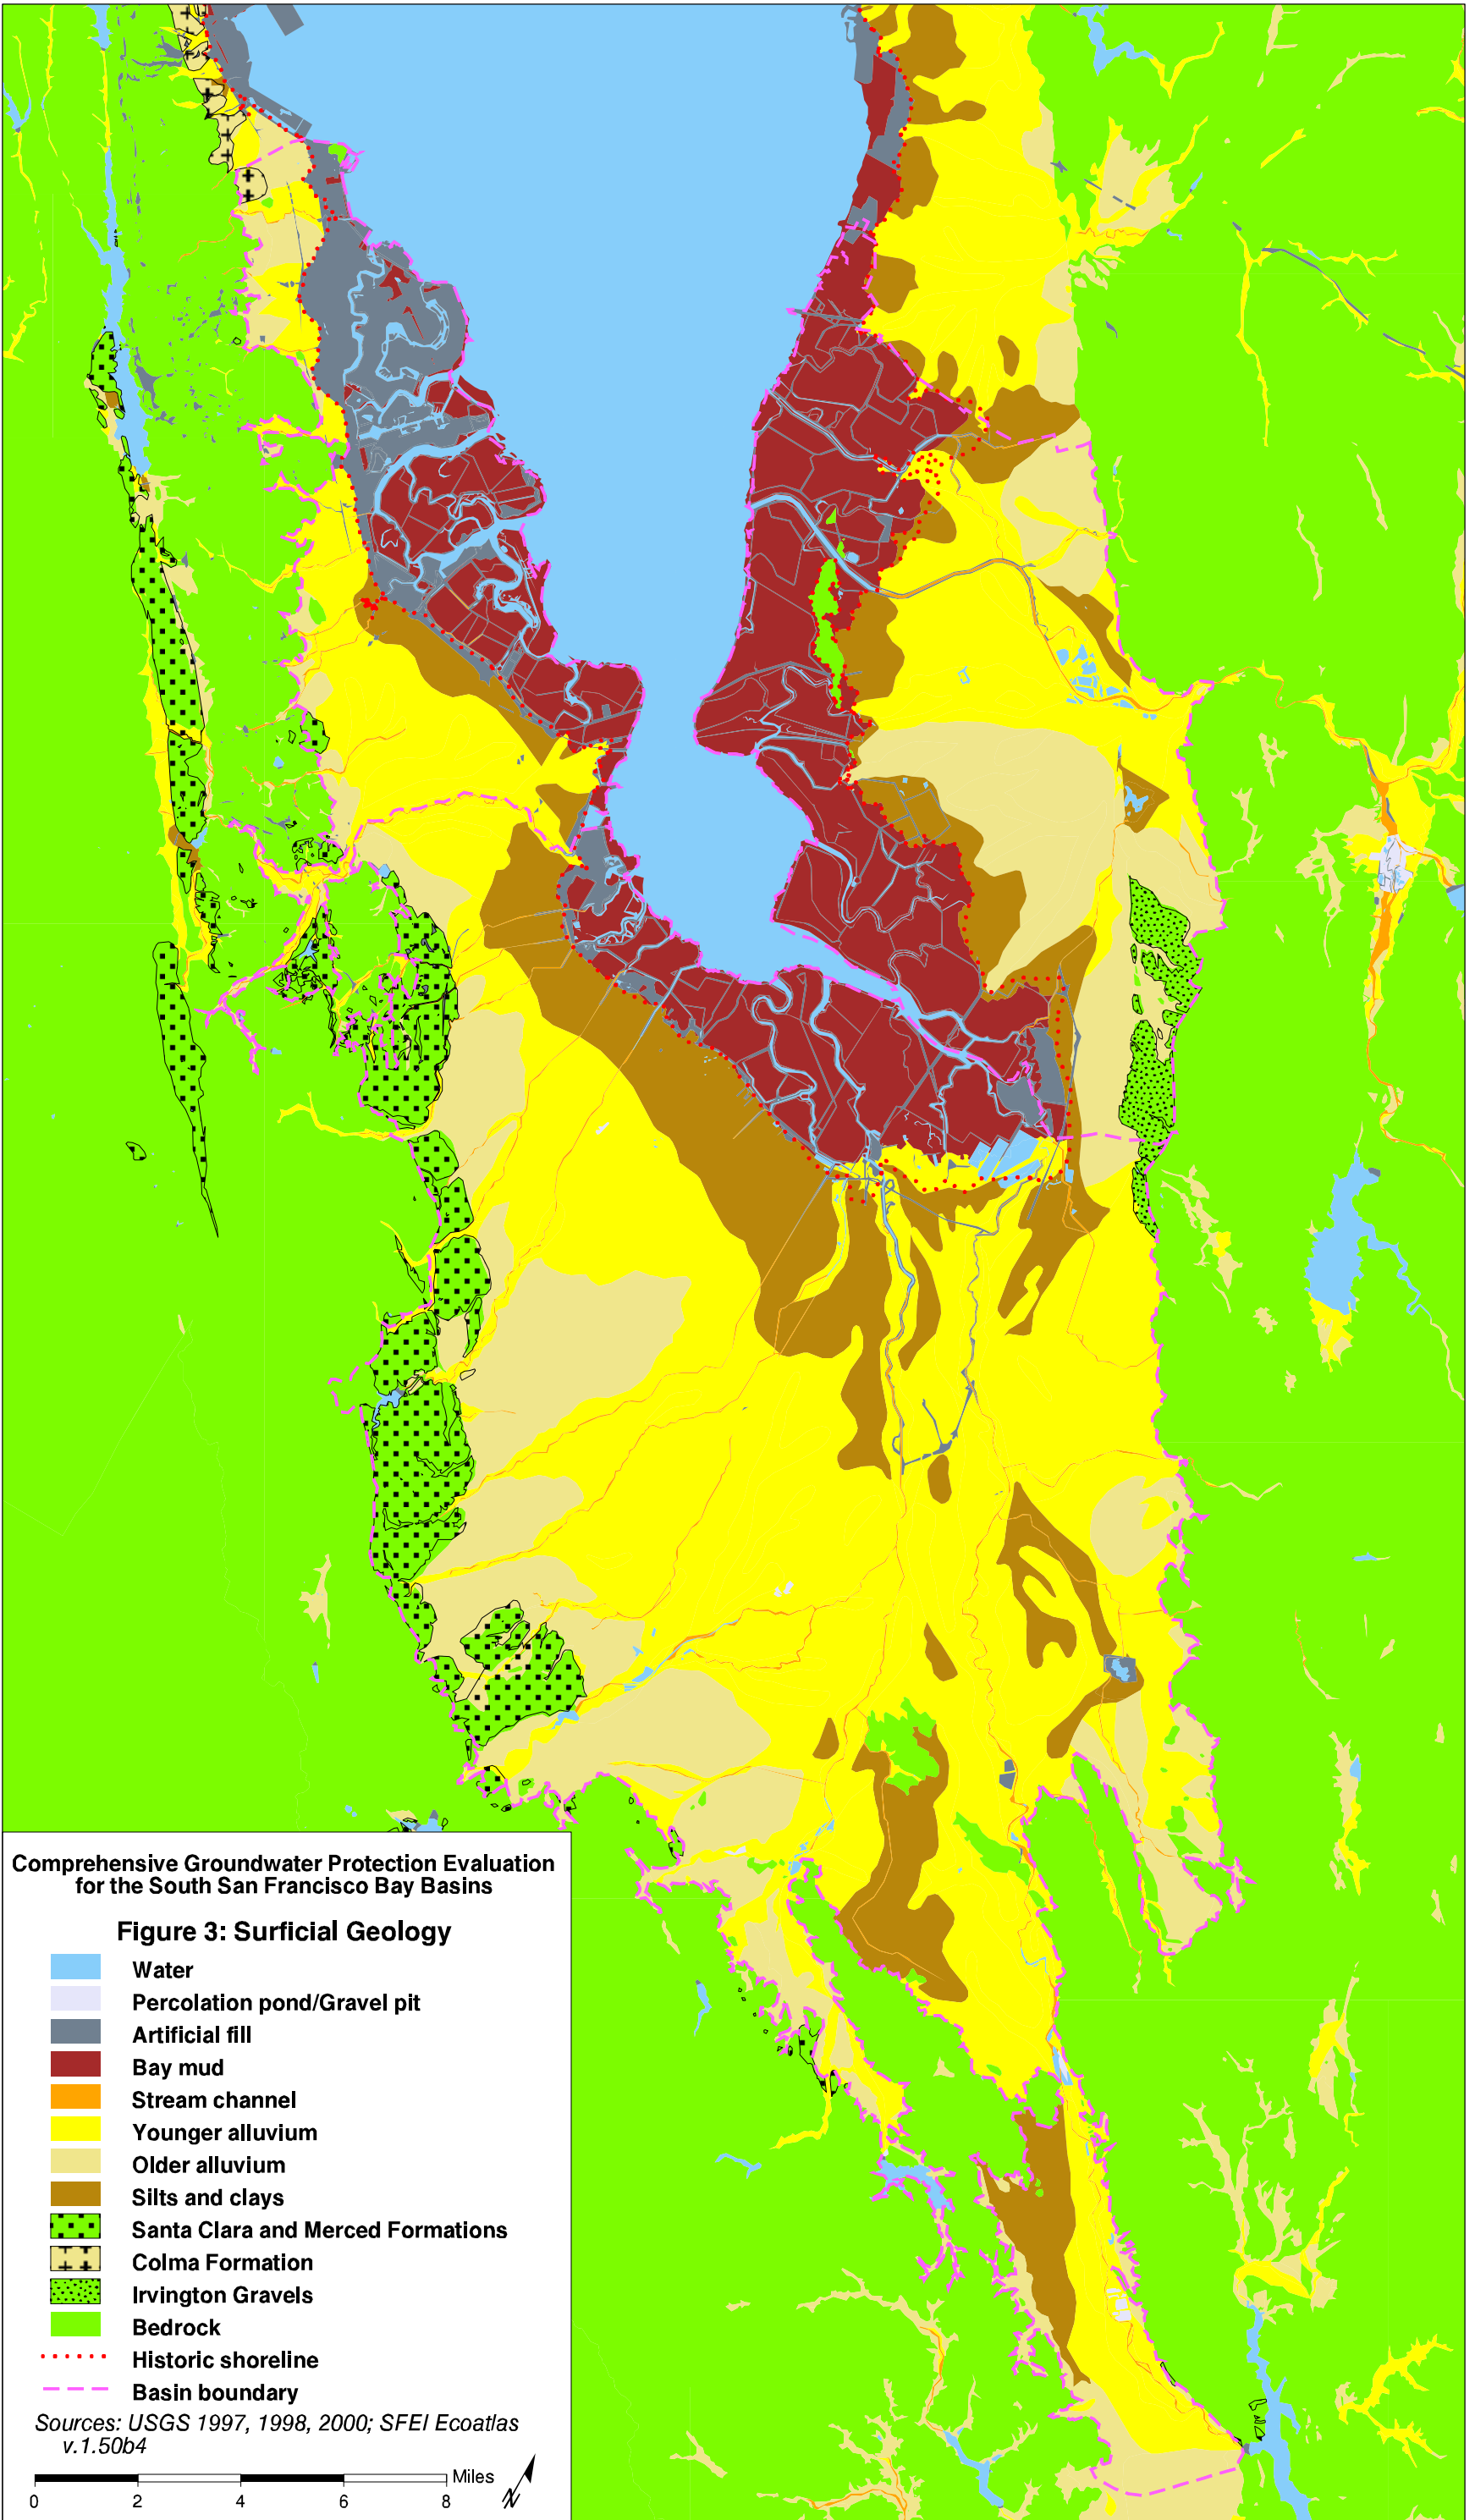 Comprehensive Groundwater Protection Evaluation
for the South San Francisco Bay Basins
Figure 3: Surficial Geology
Water
Percolation pond/Gravel pit
Artificial fill
Bay mud
Stream channel
Younger alluvium
Older alluvium
Silts and clays
Santa Clara and Merced Formations
Colma Formation
Irvington Gravels
Bedrock
Historic shoreline
Basin boundary
Sources: USGS 1997, 1998, 2000; SFEI Ecoatlas
v.1.50b4
Miles
0 2 4 6 8 N